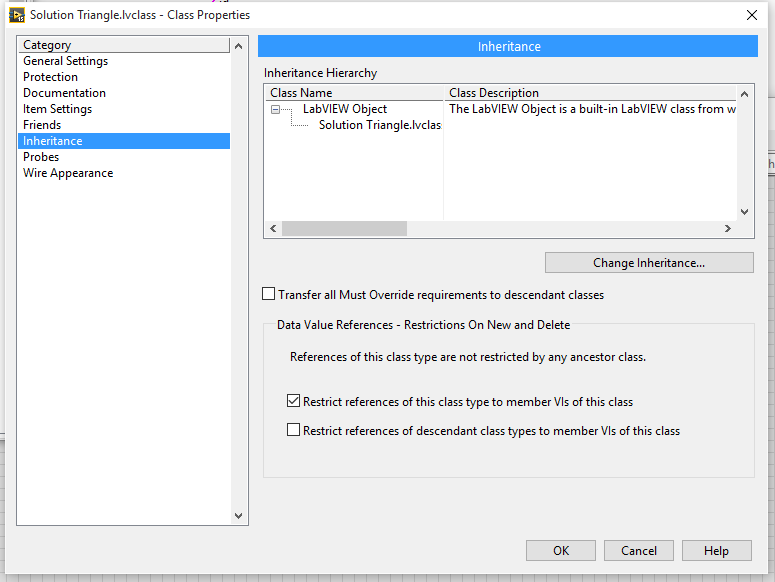 Solution Triangle.lvclass - Class Properties
Category
General Settings
Protection
Documentation
Item Settings
Friends
Inheritance
Probes
Wire Appearance
Inheritance
Inheritance Hierarchy
Class Name Class Description
LabVIEW Object The LabVIEW Object is a built-in LabVIEW class from w
Solution Triangle.lvclas
Change Inheritance...
Transfer all Must Override requirements to descendant classes
Data Value References - Restrictions On New and Delete
References of this class type are not restricted by any ancestor class.
Restrict references of this class type to member VIs of this class
Restrict references of descendant class types to member VIs of this class
OK Cancel Help